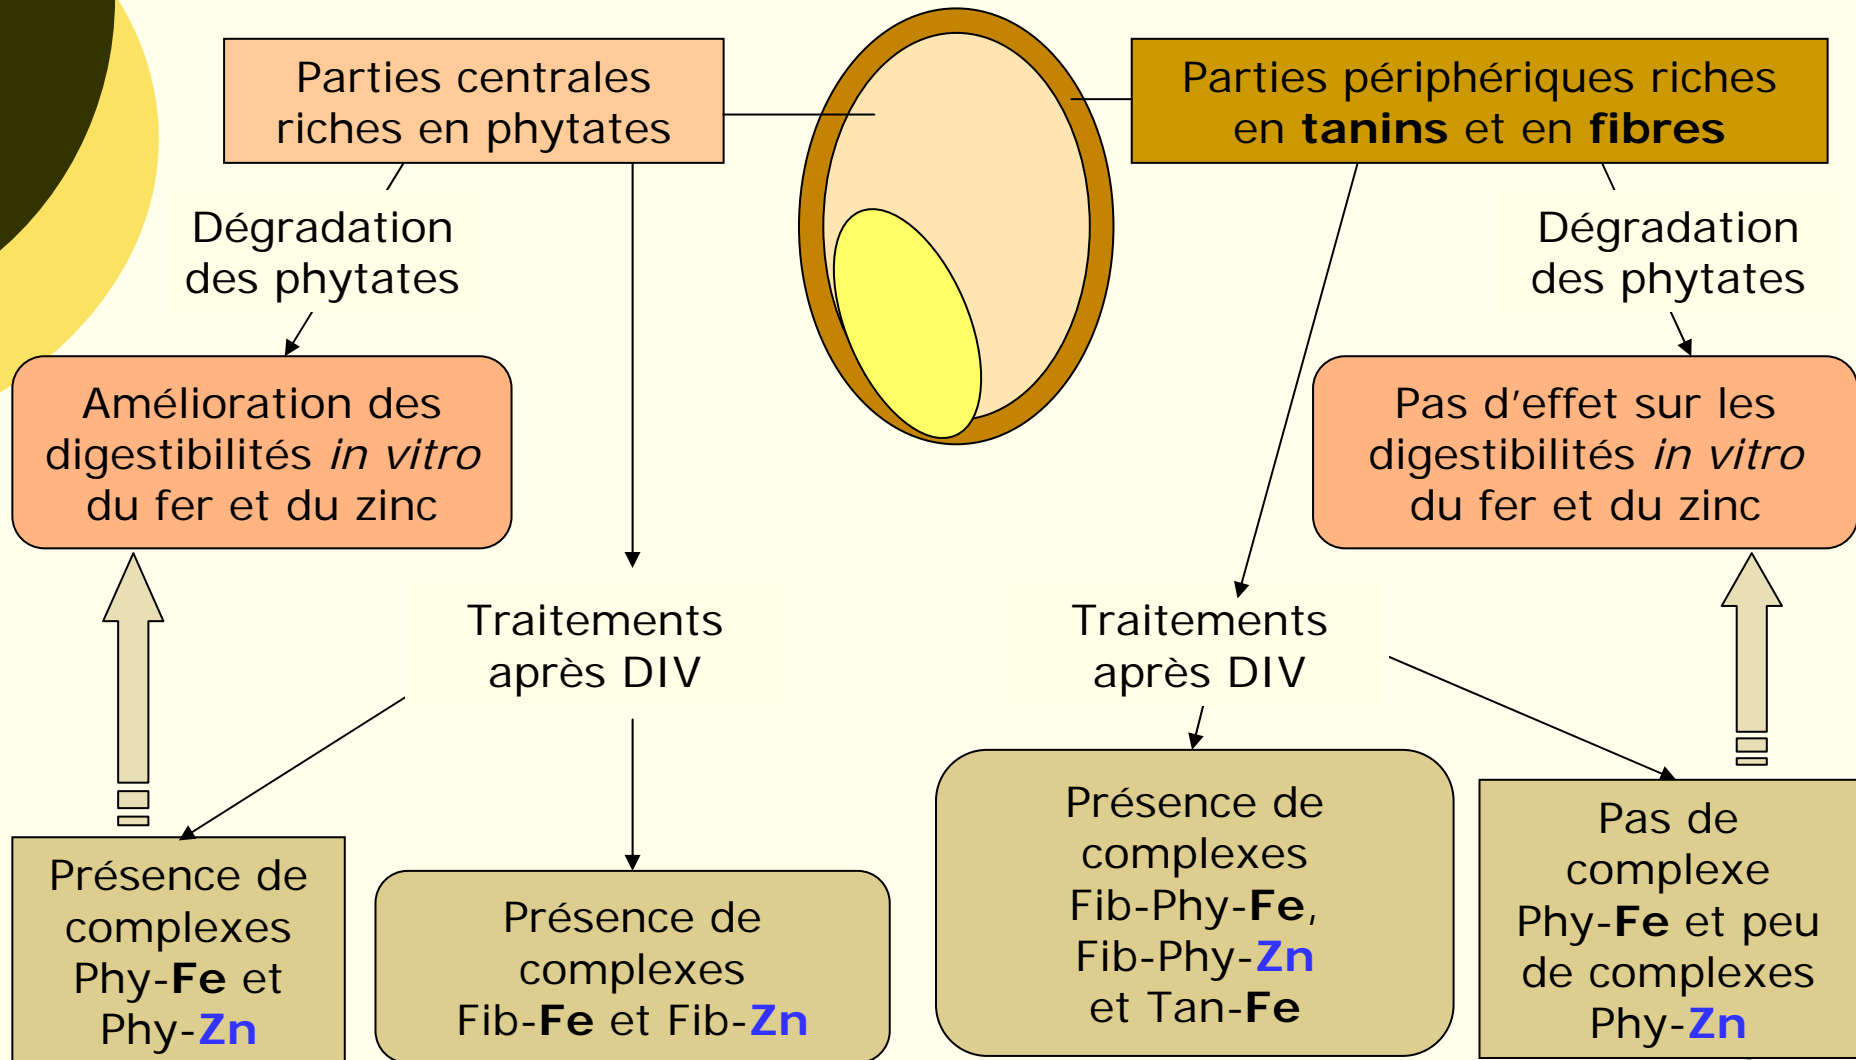 Parties centrales
riches en phytates
Parties périphériques riches
en tanins et en fibres
Dégradation
des phytates
Dégradation
des phytates
Amélioration des
digestibilités in vitro
du fer et du zinc
Pas d'effet sur les
digestibilités in vitro
du fer et du zinc
Traitements
après DIV
Traitements
après DIV
Présence de
complexes
Phy-Fe et
Phy-Zn
Présence de
complexes
Fib-Fe et Fib-Zn
Présence de
complexes
Fib-Phy-Fe,
Fib-Phy-Zn
et Tan-Fe
Pas de
complexe
Phy-Fe et peu
de complexes
Phy-Zn